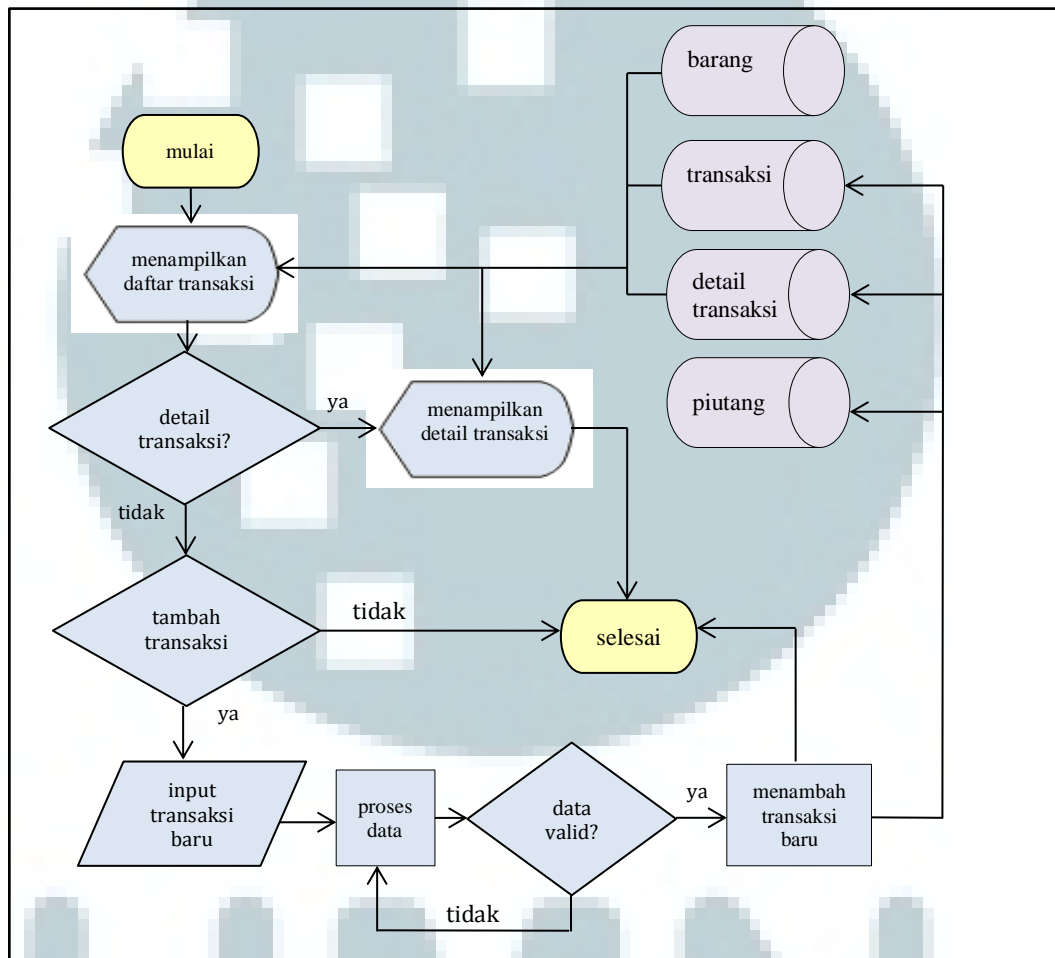 barang
mulai
transaksi
menampilkan
daftar transaksi
detail
transaksi
ya
menampilkan
detail transaksi
piutang
detail
transaksi?
tidak
tambah
transaksi
tidak
selesai
ya
input
transaksi
baru
proses
data
data
valid?
ya
menambah
transaksi
baru
tidak